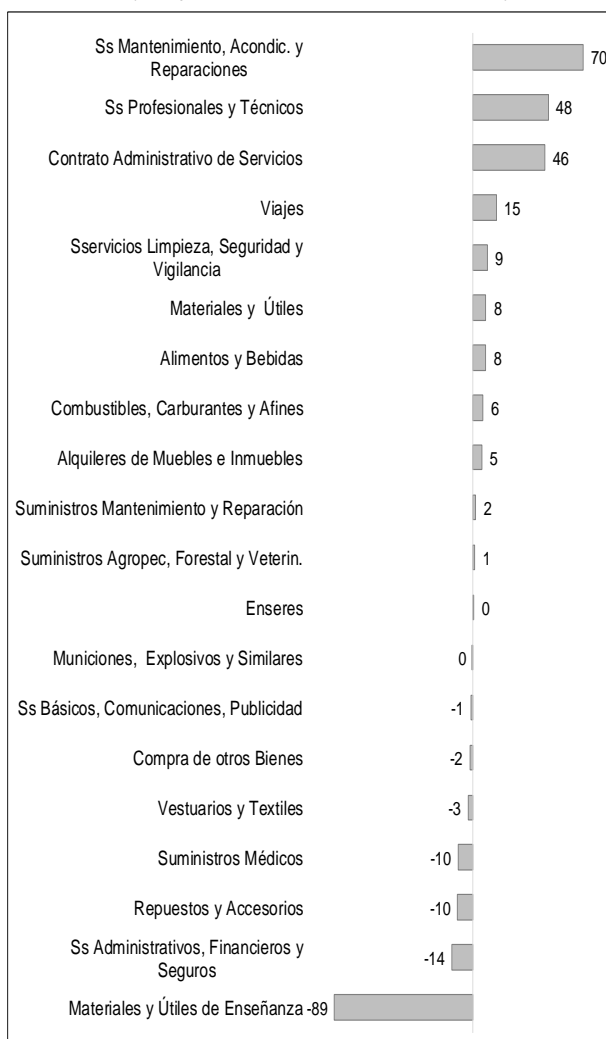 Ss Mantenimiento, Acondic. y
Reparaciones
70
Ss Profesionales y Técnicos
48
Contrato Administrativo de Servicios
46
Viajes
15
Sservicios Limpieza, Seguridad y
Vigilancia
9
Materiales y Útiles
8
Alimentos y Bebidas
8
Combustibles, Carburantes y Afines
6
Alquileres de Muebles e Inmuebles
5
Suministros Mantenimiento y Reparación
2
Suministros Agropec, Forestal y Veterin.
1
Enseres
0
Municiones, Explosivos y Similares
0
Ss Básicos, Comunicaciones, Publicidad
-1
Compra de otros Bienes
-2
Vestuarios y Textiles
-3
Suministros Médicos
-10
Repuestos y Accesorios
-10
Ss Administrativos, Financieros y
Seguros
-14
Materiales y Útiles de Enseñanza
-89